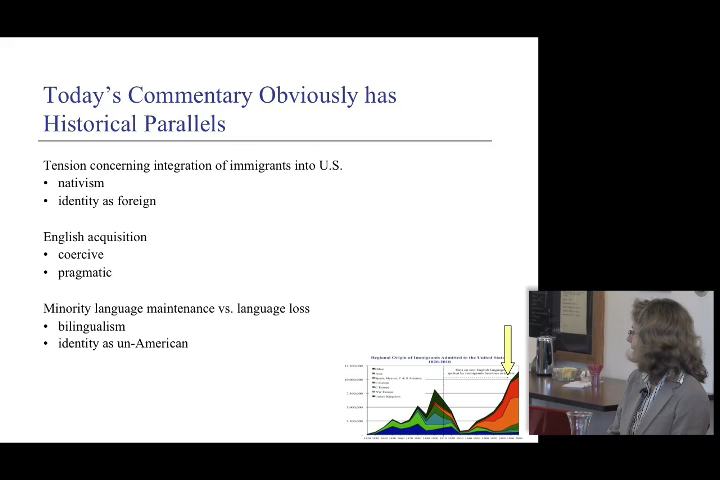 Today's Commentary Obviously has
Historical Parallels
Tension concerning integration of immigrants into U.S.
• nativism
• identity as foreign
English acquisition
• coercive
• pragmatic
Minority language maintenance vs. language loss
• bilingualism
• identity as un-American
Regional Origin of Immigrants Admitted to the United States